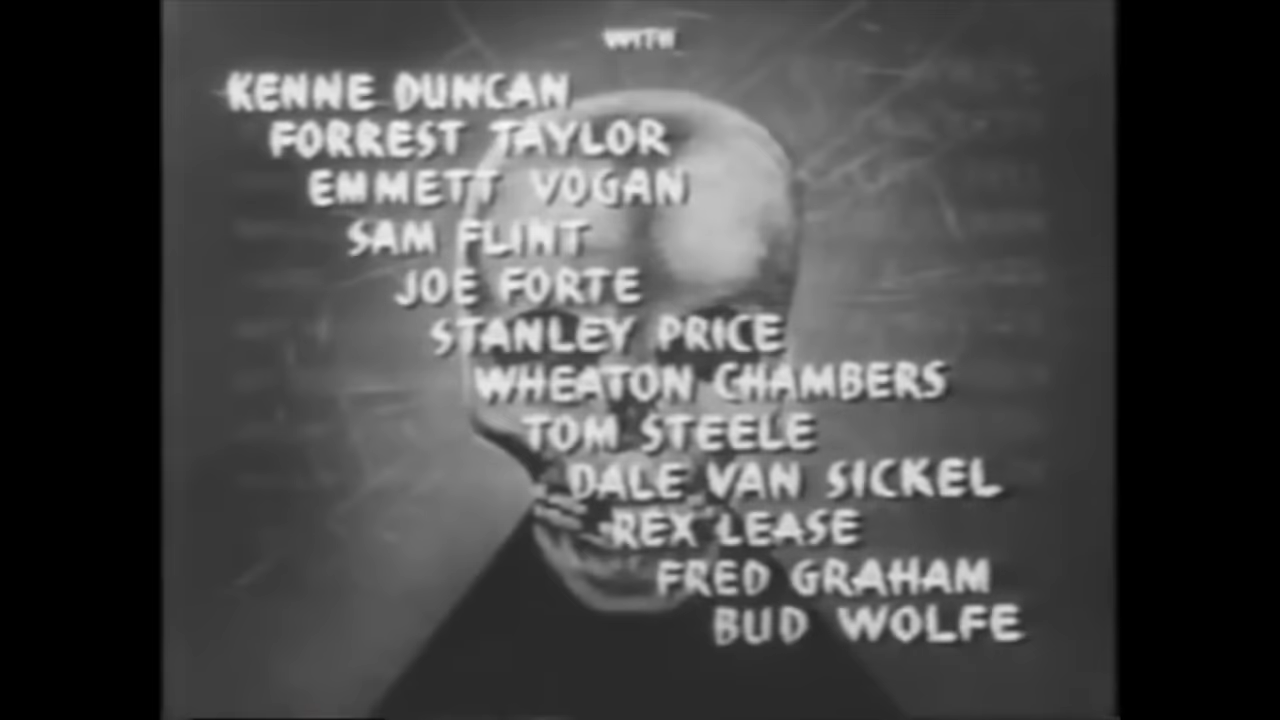 WITH
KENNE DUNCAN
FORREST TAYLOR
EMMETT VOGAN
SAM FLINT
JOE FORTE
STANLEY PRICE
WHEATON CHAMBERS
TOM STEELE
DALE VAN SICKEL
REX LEASE
FRED GRAHAM
BUD WOLFE